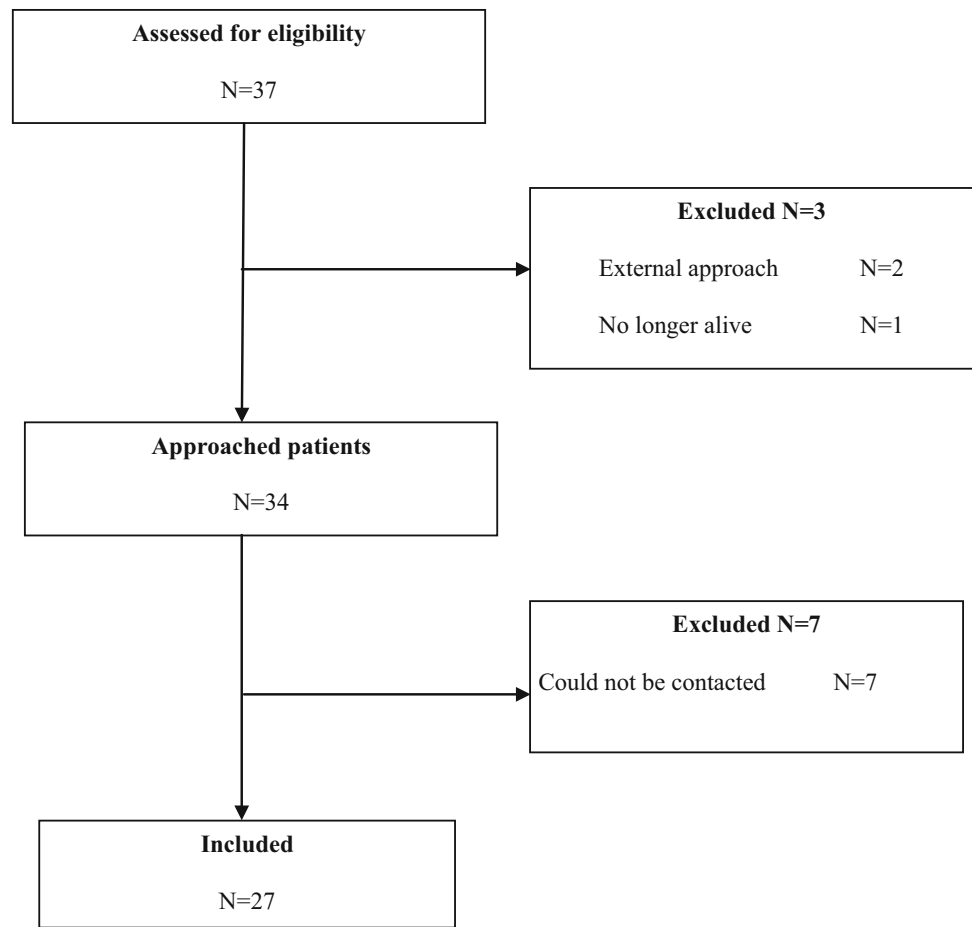 Assessed for eligibility
N=37
Excluded N=3
External approach N=2
No longer alive N=1
Approached patients
N=34
Excluded N=7
Could not be contacted N=7
Included
N=27